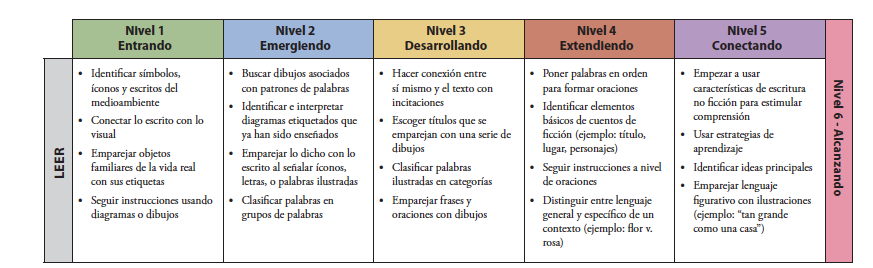 NIvel 1
Entrando
NIvel 2
Emergiendo
NIvel 3
Desarrollando
NIvel 4
Extendiendo
NIvel 5
Conectando
Nivel 6 - Alcanzando
LEER
• Identificar símbolos,
íconos y escritos del
medioambiente
• Conectar lo escrito con lo
visual
• Emparejar objetos
familiares de la vida real
con sus etiquetas
• Seguir instrucciones usando
diagramas o dibujos
• Buscar dibujos asociados
con patrones de palabras
• Identificar e interpretar
diagramas etiquetados que
ya han sido enseñados
• Emparejar lo dicho con lo
escrito al señalar íconos,
letras, o palabras ilustradas
• Clasificar palabras en
grupos de palabras
• Hacer conexión entre
sí mismo y el texto con
incitaciones
• Escoger títulos que se
emparejan con una serie de
dibujos
• Clasificar palabras
ilustradas en categorías
• Emparejar frases y
oraciones con dibujos
• Poner palabras en orden
para formar oraciones
• Identificar elementos
básicos de cuentos de
ficción (ejemplo: título,
lugar, personajes)
• Seguir instrucciones a nivel
de oraciones
• Distinguir entre lenguaje
general y específico de un
contexto (ejemplo: flor v.
rosa)
• Empezar a usar
características de escritura
no ficción para estimular
comprensión
• Usar estrategias de
aprendizaje
• Identificar ideas principales
• Emparejar lenguaje
figurativo con ilustraciones
(ejemplo: “tan grande
como una casa”)